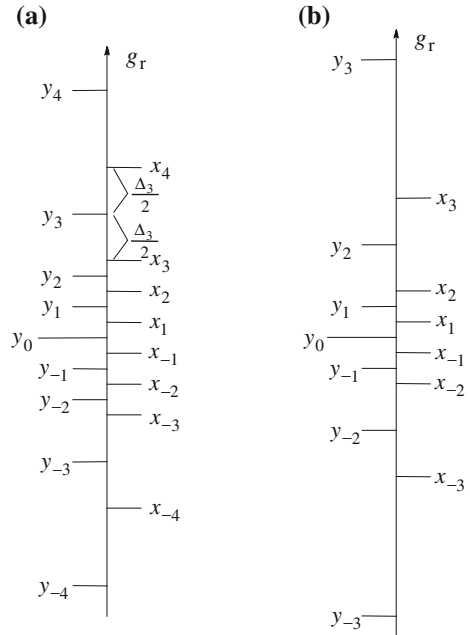 (a)
g_r
y_4
x_4
Δ_3/2
y_3
Δ_3/2
x_3
y_2
x_2
y_1
x_1
y_0
x_{-1}
y_{-1}
x_{-2}
y_{-2}
x_{-3}
y_{-3}
x_{-4}
y_{-4}
(b)
g_r
y_3
x_3
y_2
x_2
y_1
x_1
y_0
x_{-1}
y_{-1}
x_{-2}
y_{-2}
x_{-3}
y_{-3}